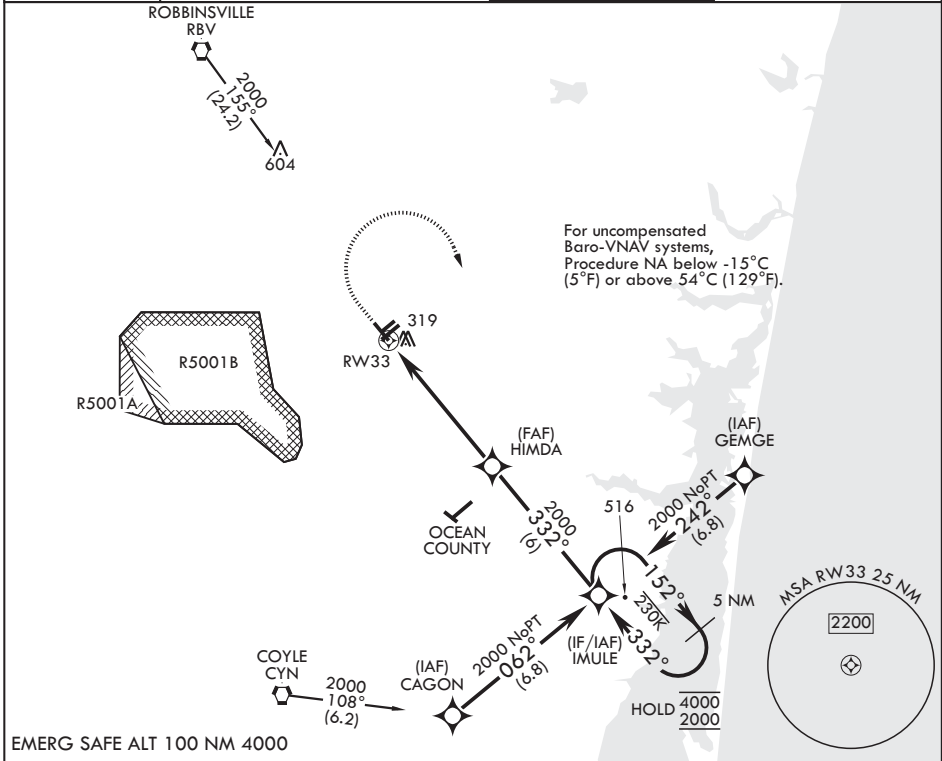 ROBBINSVILLE
RBV
2000
155°
(24.2)
604
For uncompensated
Baro-VNAV systems,
Procedure NA below -15°C
(5°F) or above 54°C (129°F).
319
RW33
R5001B
R5001A
(FAF)
HIMDA
(IAF)
GEMGE
2000 NoPT
242°
(6.8)
516
OCEAN
COUNTY
2000
332°
(6)
152°
230K
5 NM
332°
(IF/IAF)
IMULE
MSA RW33 25 NM
2200
COYLE
CYN
2000
108°
(6.2)
(IAF)
CAGON
2000 NoPT
062°
(6.8)
HOLD 4000
2000
EMERG SAFE ALT 100 NM 4000